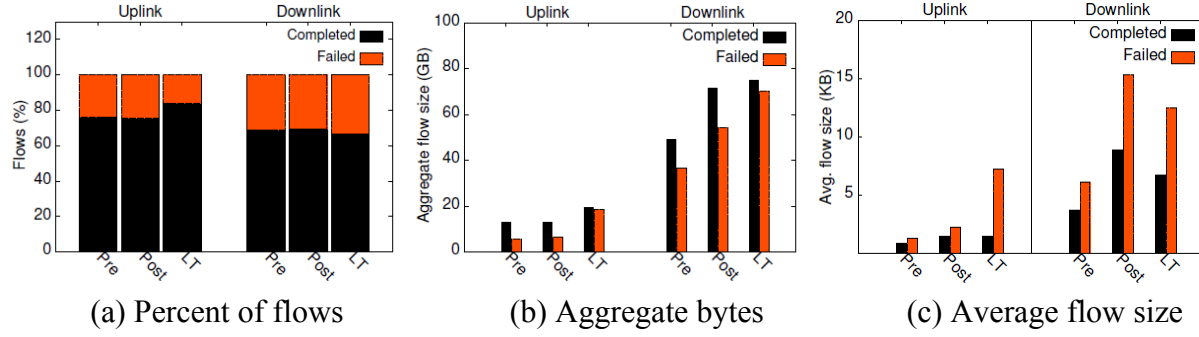 Uplink Downlink
Completed
Failed
Flows (%)
120
100
80
60
40
20
0
Pre Post LT Pre Post LT
(a) Percent of flows
Uplink Downlink
Completed
Failed
Aggregate flow size (GB)
100
80
60
40
20
0
Pre Post LT Pre Post LT
(b) Aggregate bytes
Uplink Downlink
Completed
Failed
Avg. flow size (KB)
20
15
10
5
Pre Post LT Pre Post LT
(c) Average flow size